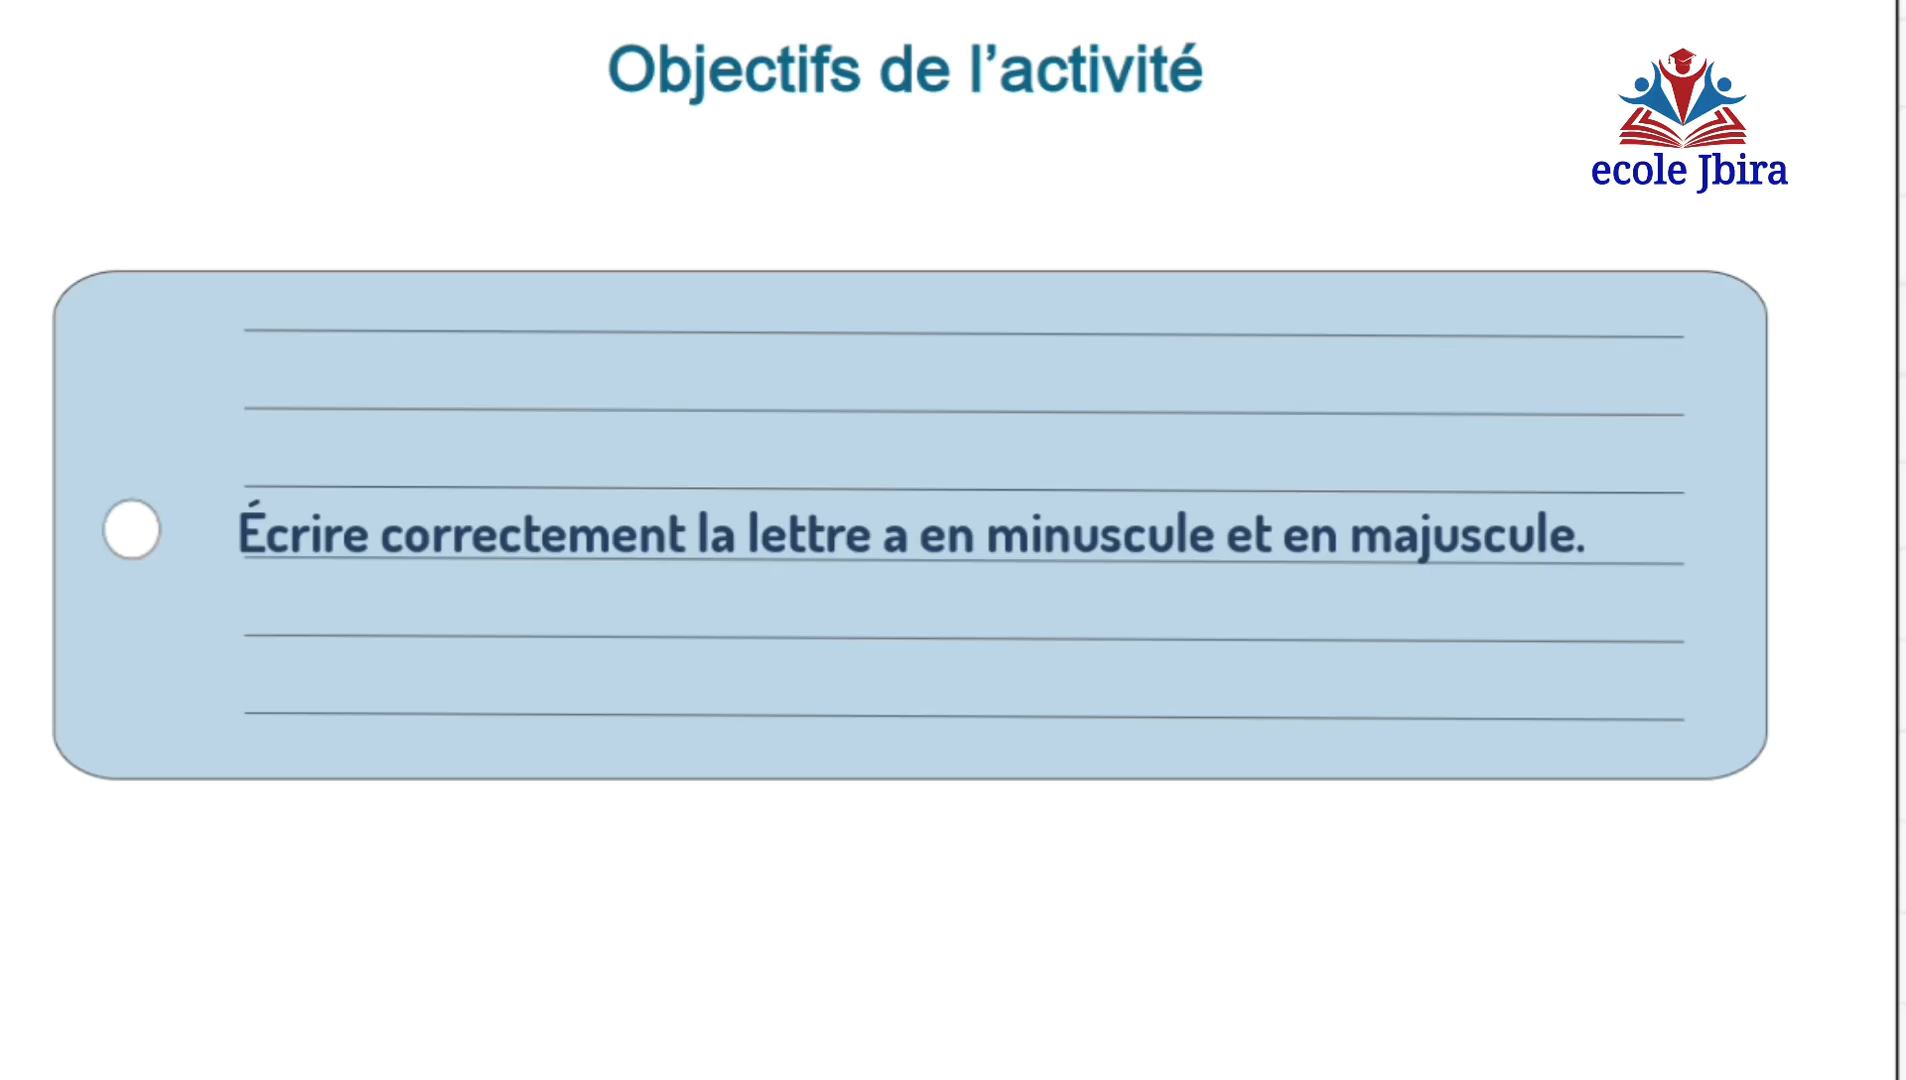 Objectifs de l’activité
ecole Jbira
Écrire correctement la lettre a en minuscule et en majuscule.